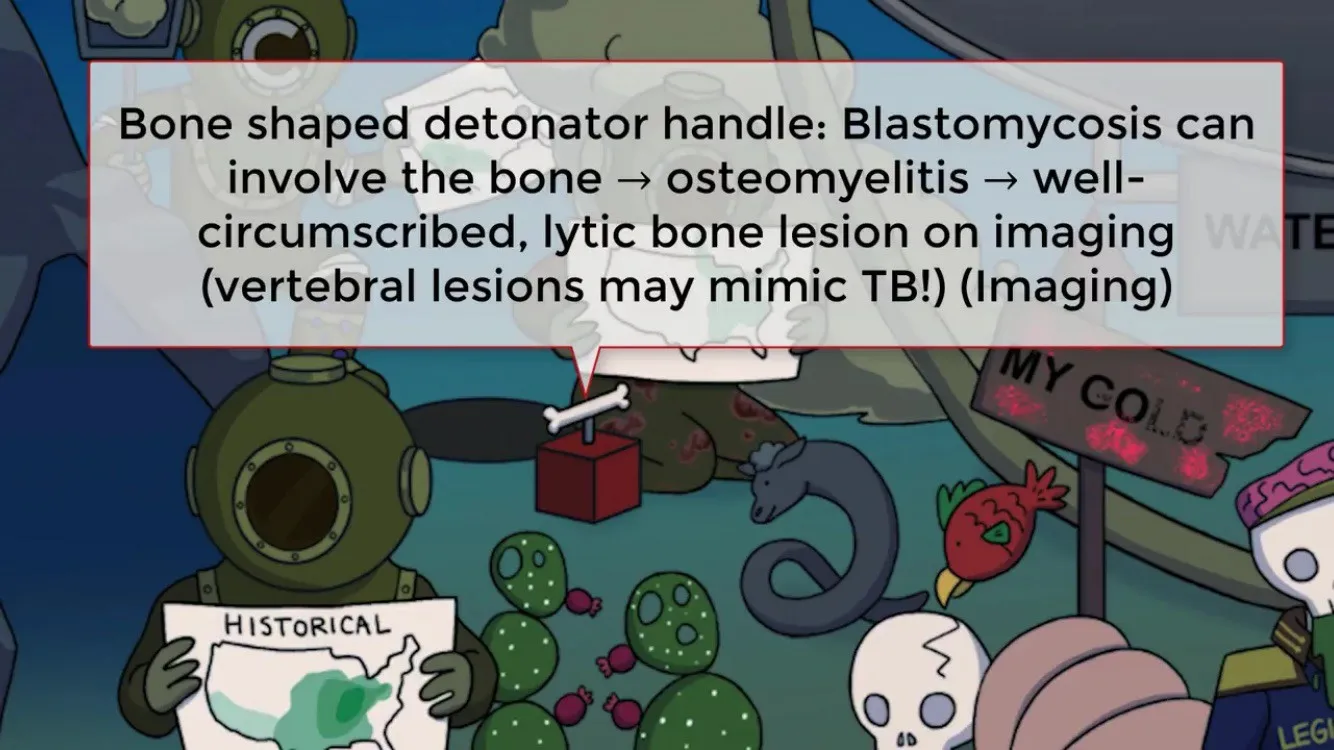 Bone shaped detonator handle: Blastomycosis can
involve the bone → osteomyelitis → well-
circumscribed, lytic bone lesion on imaging
(vertebral lesions may mimic TB!) (Imaging)
MY GOLD
HISTORICAL